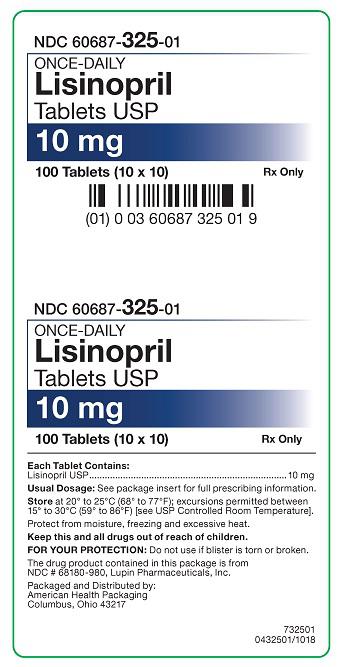 NDC 60687-325-01
ONCE-DAILY
Lisinopril
Tablets USP
10 mg
100 Tablets (10 x 10) Rx Only
(01) 0 03 60687 325 01 9
NDC 60687-325-01
ONCE-DAILY
Lisinopril
Tablets USP
10 mg
100 Tablets (10 x 10) Rx Only
Each Tablet Contains:
Lisinopril USP......................................................................10 mg
Usual Dosage: See package insert for full prescribing information.
Store at 20° to 25°C (68° to 77°F); excursions permitted between
15° to 30°C (59° to 86°F) [see USP Controlled Room Temperature].
Protect from moisture, freezing and excessive heat.
Keep this and all drugs out of reach of children.
FOR YOUR PROTECTION: Do not use if blister is torn or broken.
The drug product contained in this package is from
NDC # 68180-980, Lupin Pharmaceuticals, Inc.
Packaged and Distributed by:
American Health Packaging
Columbus, Ohio 43217
732501
0432501/1018